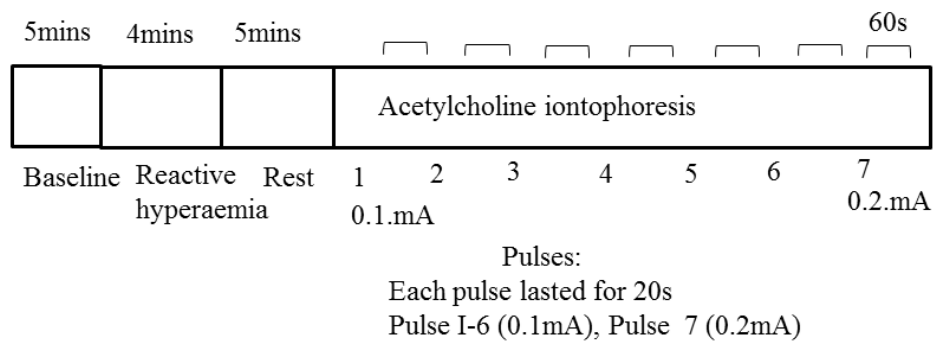 5mins 4mins 5mins 60s
Acetylcholine iontophoresis
Baseline Reactive hyperaemia Rest 1 2 3 4 5 6 7
0.1.mA 0.2.mA
Pulses:
Each pulse lasted for 20s
Pulse I-6 (0.1mA), Pulse 7 (0.2mA)